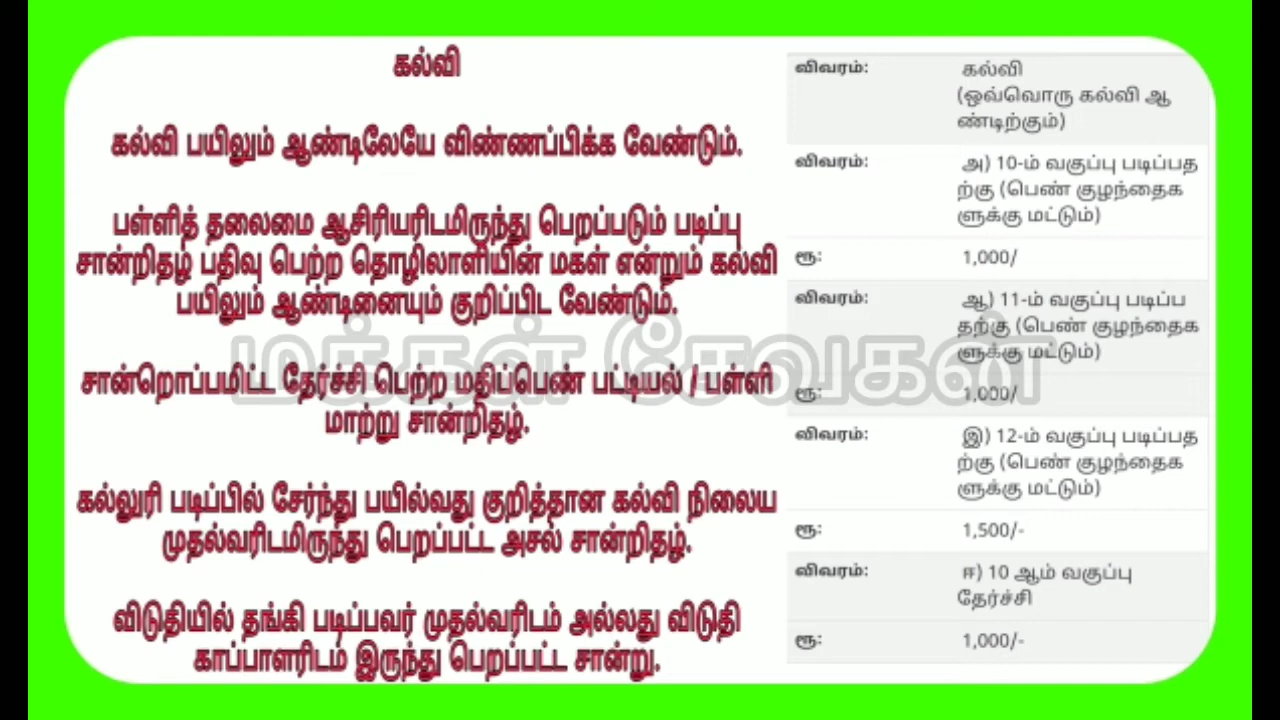 கல்வி
கல்வி பயிலும் ஆண்டிலேயே விண்ணப்பிக்க வேண்டும்.
பள்ளித் தலைமை ஆசிரியரிடமிருந்து பெறப்படும் படிப்பு
சான்றிதழ் பதிவு பெற்ற தொழிலாளியின் மகள் என்றும் கல்வி
பயிலும் ஆண்டினையும் குறிப்பிட வேண்டும்.
சான்றொப்பமிட்ட தேர்ச்சி பெற்ற மதிப்பெண் பட்டியல் / பள்ளி
மாற்று சான்றிதழ்.
கல்லுரி படிப்பில் சேர்ந்து பயில்வது குறித்தான கல்வி நிலைய
முதல்வரிடமிருந்து பெறப்பட்ட அசல் சான்றிதழ்.
விடுதியில் தங்கி படிப்பவர் முதல்வரிடம் அல்லது விடுதி
காப்பாளரிடம் இருந்து பெறப்பட்ட சான்று.
விவரம்: கல்வி
(ஒவ்வொரு கல்வி ஆ
ண்டிற்கும்)
விவரம்: அ) 10-ம் வகுப்பு படிப்பத
ற்கு (பெண் குழந்தைக
ளுக்கு மட்டும்)
ரூ: 1,000/
விவரம்: ஆ) 11-ம் வகுப்பு படிப்ப
தற்கு (பெண் குழந்தைக
ளுக்கு மட்டும்)
ரூ: 1,000/
விவரம்: இ) 12-ம் வகுப்பு படிப்பத
ற்கு (பெண் குழந்தைக
ளுக்கு மட்டும்)
ரூ: 1,500/-
விவரம்: ஈ) 10 ஆம் வகுப்பு
தேர்ச்சி
ரூ: 1,000/-
மக்கள் சேவகன்